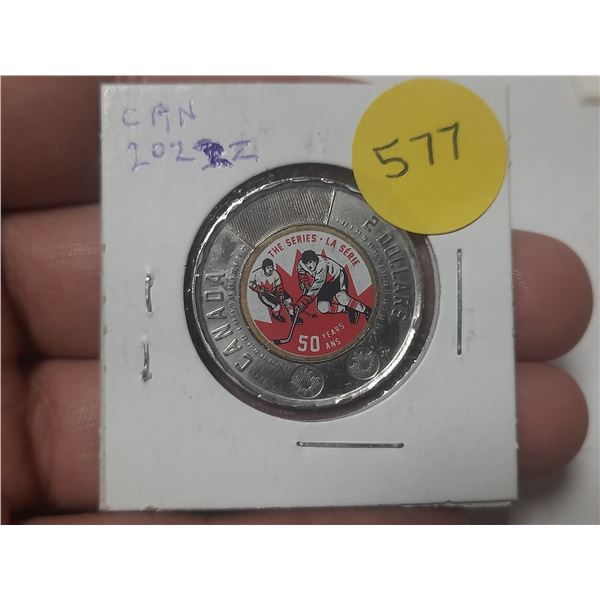 CAN
2022
577
THE SERIES · LA SÉRIE
CANADA
2 DOLLARS
50 YEARS
ANS